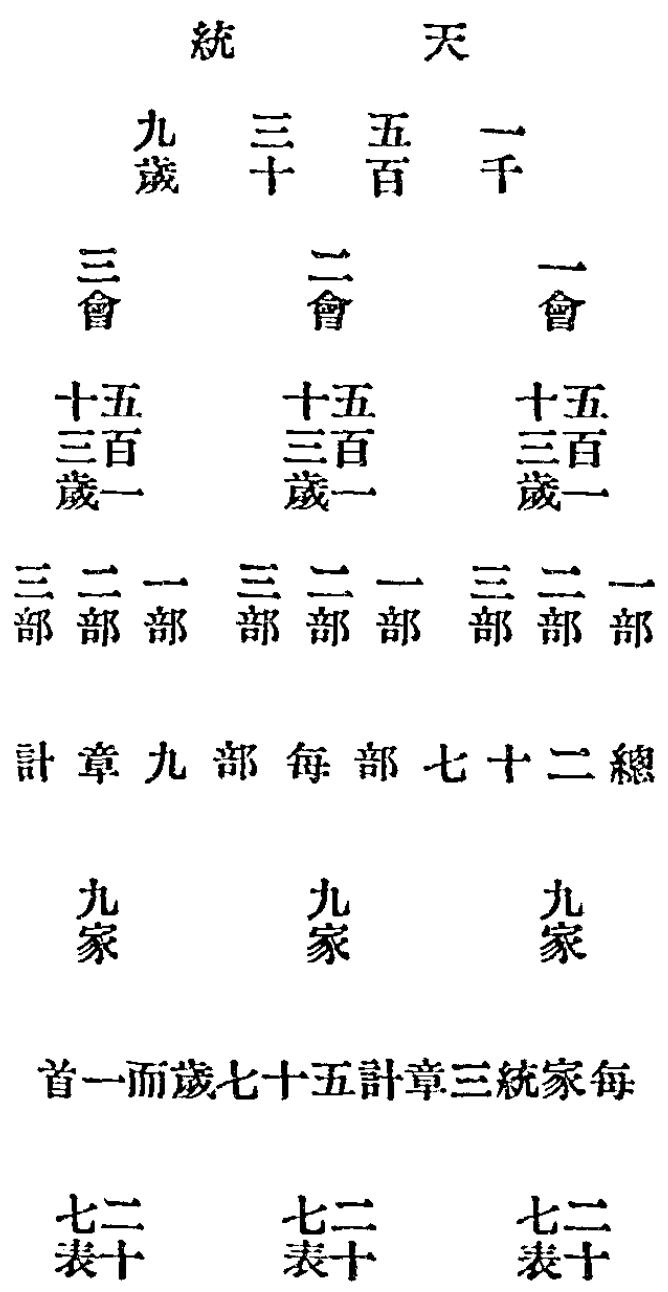 天統
一千五百三十九歲
一會 二會 三會
五百一十三歲 五百一十三歲 五百一十三歲
一部 二部 三部 一部 二部 三部 一部 二部 三部
總二十七部每部九章計
九家 九家 九家
每家統三章計五十七歲而一首
二十七表 二十七表 二十七表